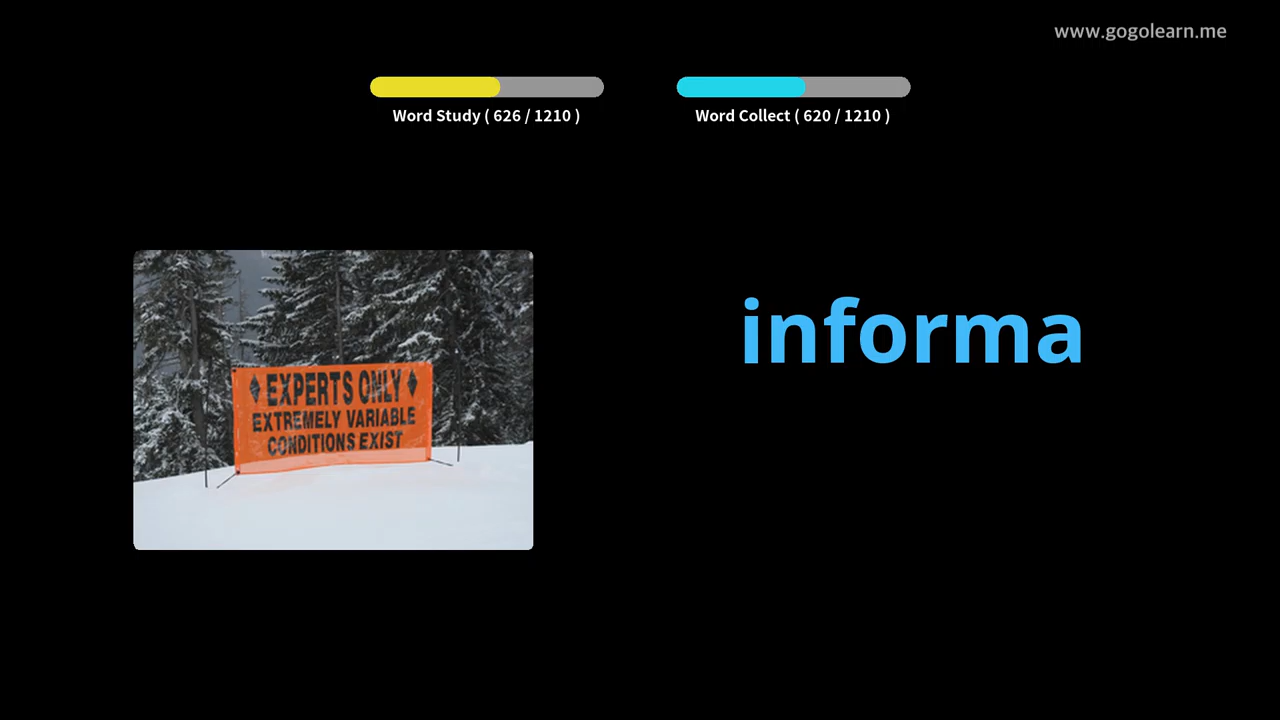 www.gogolearn.me
Word Study ( 626 / 1210 )
Word Collect ( 620 / 1210 )
informa
EXPERTS ONLY
EXTREMELY VARIABLE
CONDITIONS EXIST